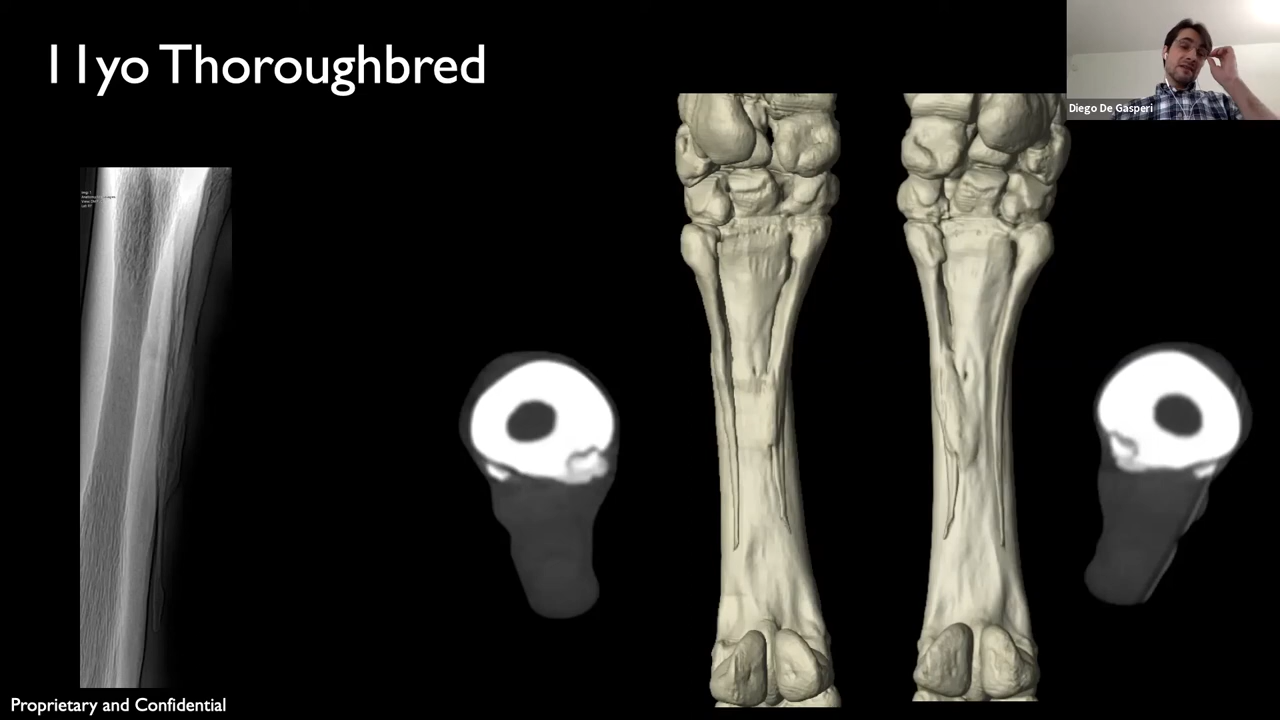 11yo Thoroughbred
Diego De Gasperi
Proprietary and Confidential